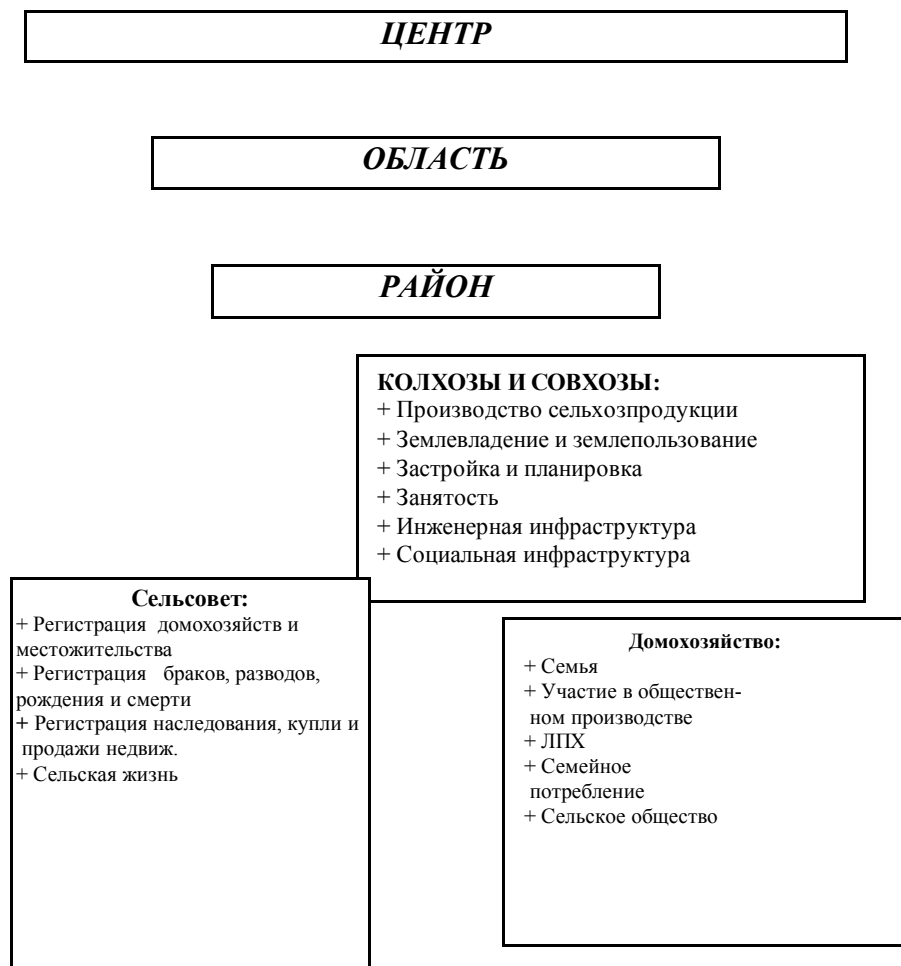 ЦЕНТР
ОБЛАСТЬ
РАЙОН
КОЛХОЗЫ И СОВХОЗЫ:
+ Производство сельхозпродукции
+ Землевладение и землепользование
+ Застройка и планировка
+ Занятость
+ Инженерная инфраструктура
+ Социальная инфраструктура
Сельсовет:
+ Регистрация домохозяйств и
местожительства
+ Регистрация браков, разводов,
рождения и смерти
+ Регистрация наследования, купли и
продажи недвиж.
+ Сельская жизнь
Домохозяйство:
+ Семья
+ Участие в обществен-
ном производстве
+ ЛПХ
+ Семейное
потребление
+ Сельское общество